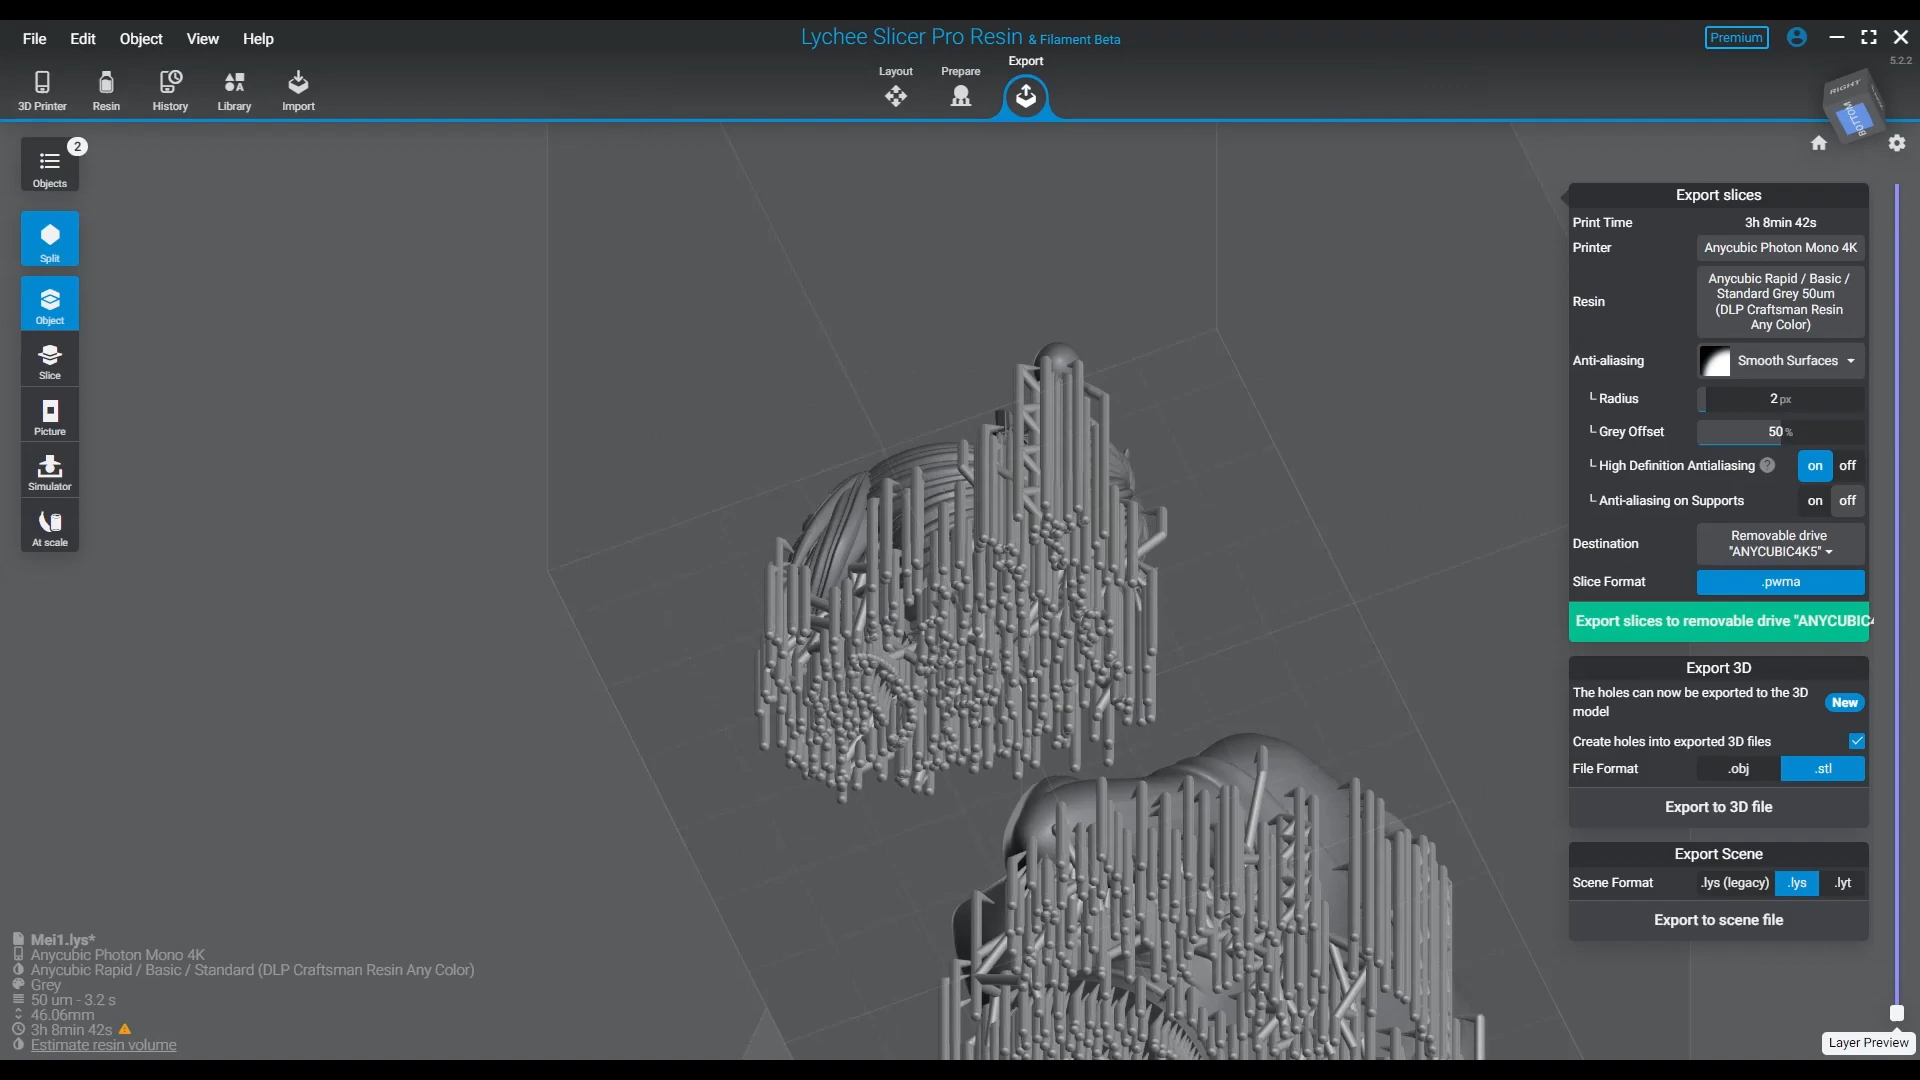 File Edit Object View Help
Lychee Slicer Pro Resin & Filament Beta
Premium
5.2.2
3D Printer Resin History Library Import
Layout Prepare Export
RIGHT
BOTTOM
2
Objects
Split
Object
Slice
Picture
Simulator
At scale
Export slices
Print Time 3h 8min 42s
Printer Anycubic Photon Mono 4K
Resin Anycubic Rapid / Basic /
Standard Grey 50um
(DLP Craftsman Resin
Any Color)
Anti-aliasing Smooth Surfaces
Radius 2 px
Grey Offset 50 %
High Definition Antialiasing ? on off
Anti-aliasing on Supports on off
Destination Removable drive
"ANYCUBIC4K5"
Slice Format .pwma
Export slices to removable drive "ANYCUBIC4
Export 3D
The holes can now be exported to the 3D
model New
Create holes into exported 3D files
File Format .obj .stl
Export to 3D file
Export Scene
Scene Format .lys (legacy) .lys .lyt
Export to scene file
Mei1.lys*
Anycubic Photon Mono 4K
Anycubic Rapid / Basic / Standard (DLP Craftsman Resin Any Color)
Grey
50 um - 3.2 s
46.06mm
3h 8min 42s
Estimate resin volume
Layer Preview